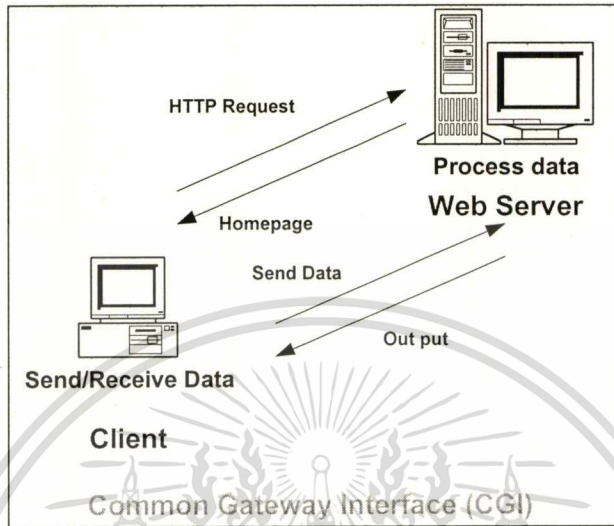 HTTP Request
Process data
Web Server
Homepage
Send Data
Out put
Send/Receive Data
Client
Common Gateway Interface (CGI)